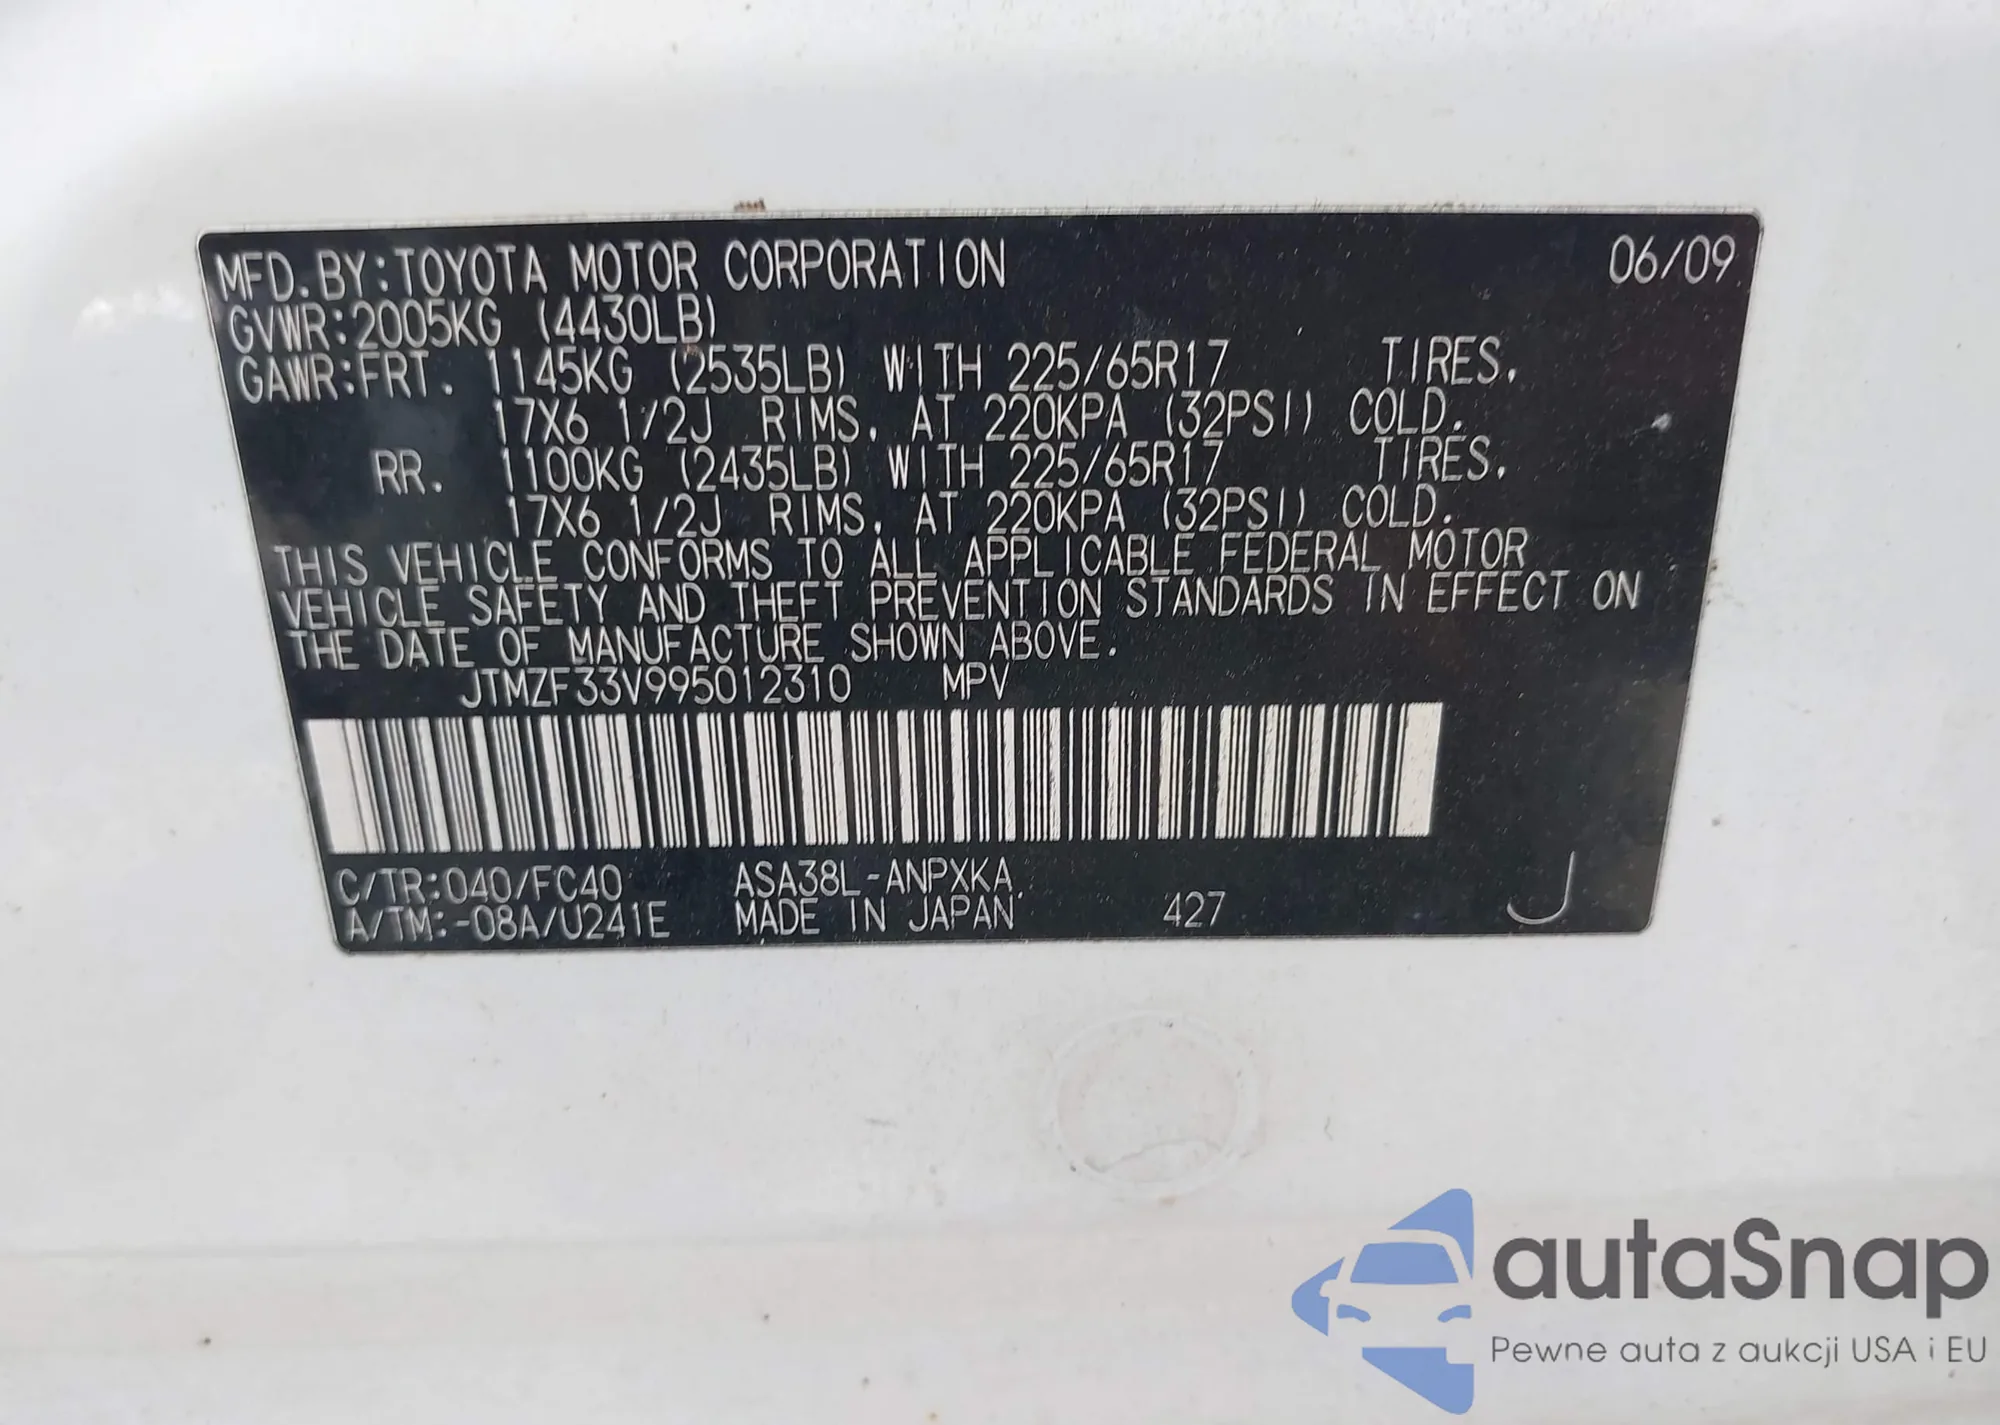 MFD. BY: TOYOTA MOTOR CORPORATION 06/09
GVWR: 2005KG (4430LB)
GAWR: FRT. 1145KG (2535LB) WITH 225/65R17 TIRES,
17X6 1/2J RIMS, AT 220KPA (32PSI) COLD.
RR. 1100KG (2435LB) WITH 225/65R17 TIRES,
17X6 1/2J RIMS, AT 220KPA (32PSI) COLD.
THIS VEHICLE CONFORMS TO ALL APPLICABLE FEDERAL MOTOR
VEHICLE SAFETY AND THEFT PREVENTION STANDARDS IN EFFECT ON
THE DATE OF MANUFACTURE SHOWN ABOVE.
JTMZF33V995012310 MPV
C/TR: 040/FC40 ASA38L-ANPXKA
A/TM: -08A/U241E MADE IN JAPAN 427 J
autaSnap
Pewne auta z aukcji USA i EU